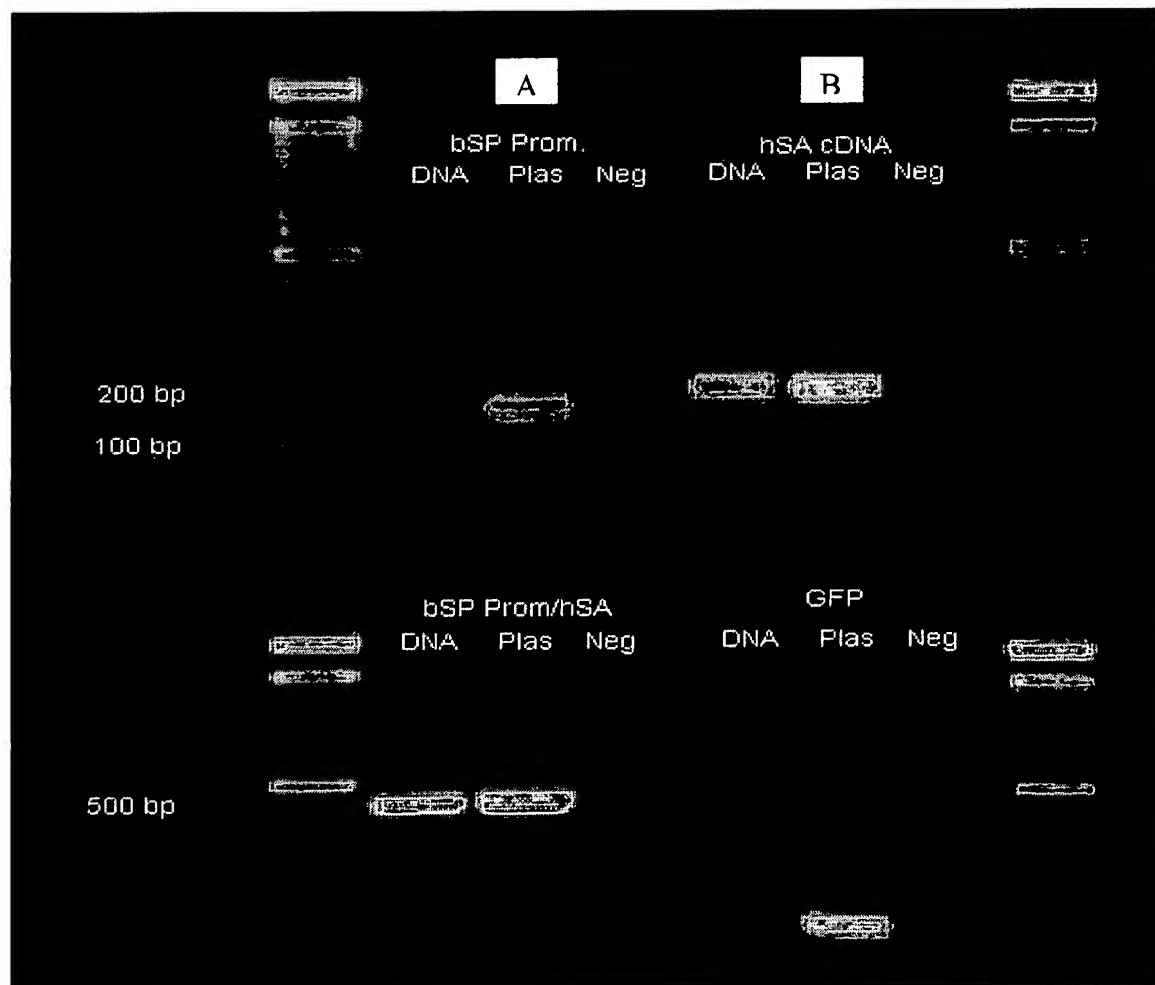 A
B
bSP Prom.
hSA cDNA
DNA Plas Neg
DNA Plas Neg
200 bp
100 bp
bSP Prom/hSA
GFP
DNA Plas Neg
DNA Plas Neg
500 bp